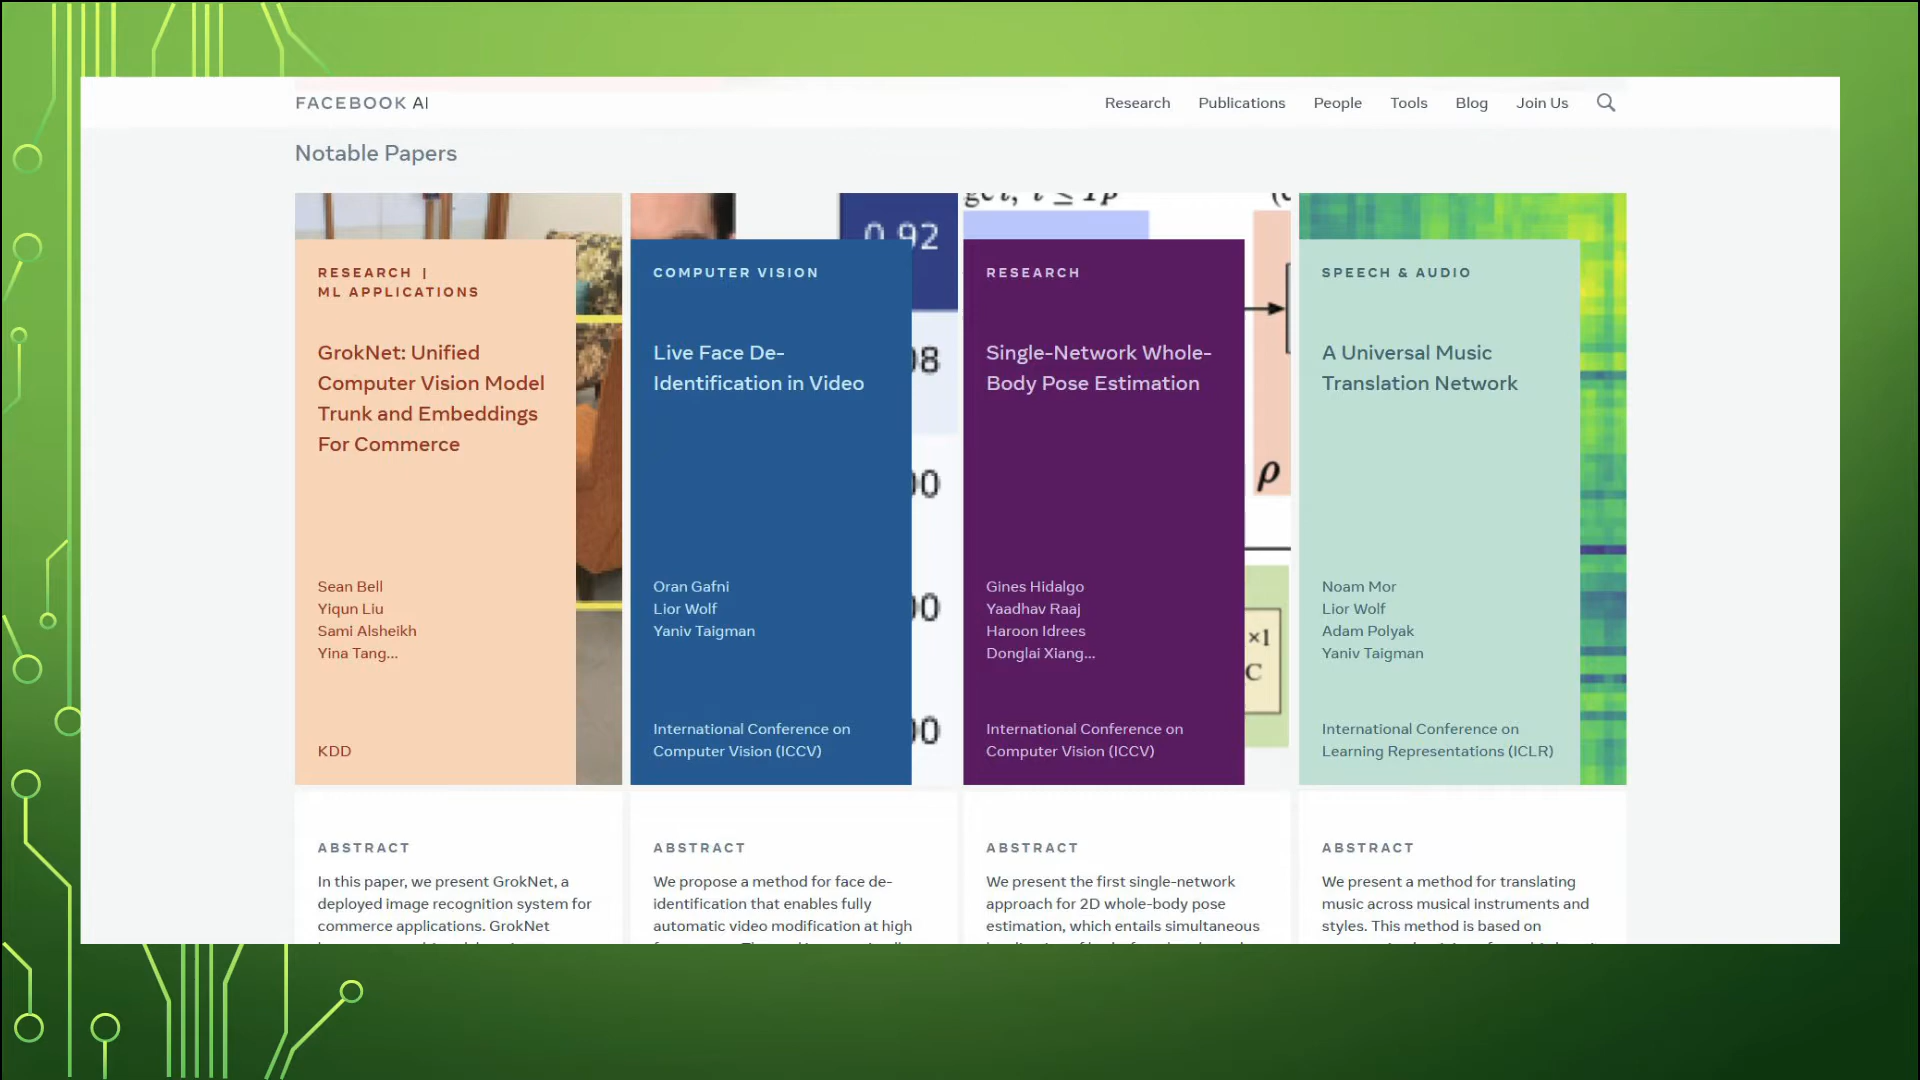 FACEBOOK AI
Research Publications People Tools Blog Join Us
Notable Papers
RESEARCH |
ML APPLICATIONS
GrokNet: Unified
Computer Vision Model
Trunk and Embeddings
For Commerce
Sean Bell
Yiqun Liu
Sami Alsheikh
Yina Tang...
KDD
ABSTRACT
In this paper, we present GrokNet, a
deployed image recognition system for
commerce applications. GrokNet
0.92
COMPUTER VISION
Live Face De-
Identification in Video
Oran Gafni
Lior Wolf
Yaniv Taigman
International Conference on
Computer Vision (ICCV)
ABSTRACT
We propose a method for face de-
identification that enables fully
automatic video modification at high
RESEARCH
Single-Network Whole-
Body Pose Estimation
ρ
×1
C
Gines Hidalgo
Yaadhav Raaj
Haroon Idrees
Donglai Xiang...
International Conference on
Computer Vision (ICCV)
ABSTRACT
We present the first single-network
approach for 2D whole-body pose
estimation, which entails simultaneous
SPEECH & AUDIO
A Universal Music
Translation Network
Noam Mor
Lior Wolf
Adam Polyak
Yaniv Taigman
International Conference on
Learning Representations (ICLR)
ABSTRACT
We present a method for translating
music across musical instruments and
styles. This method is based on